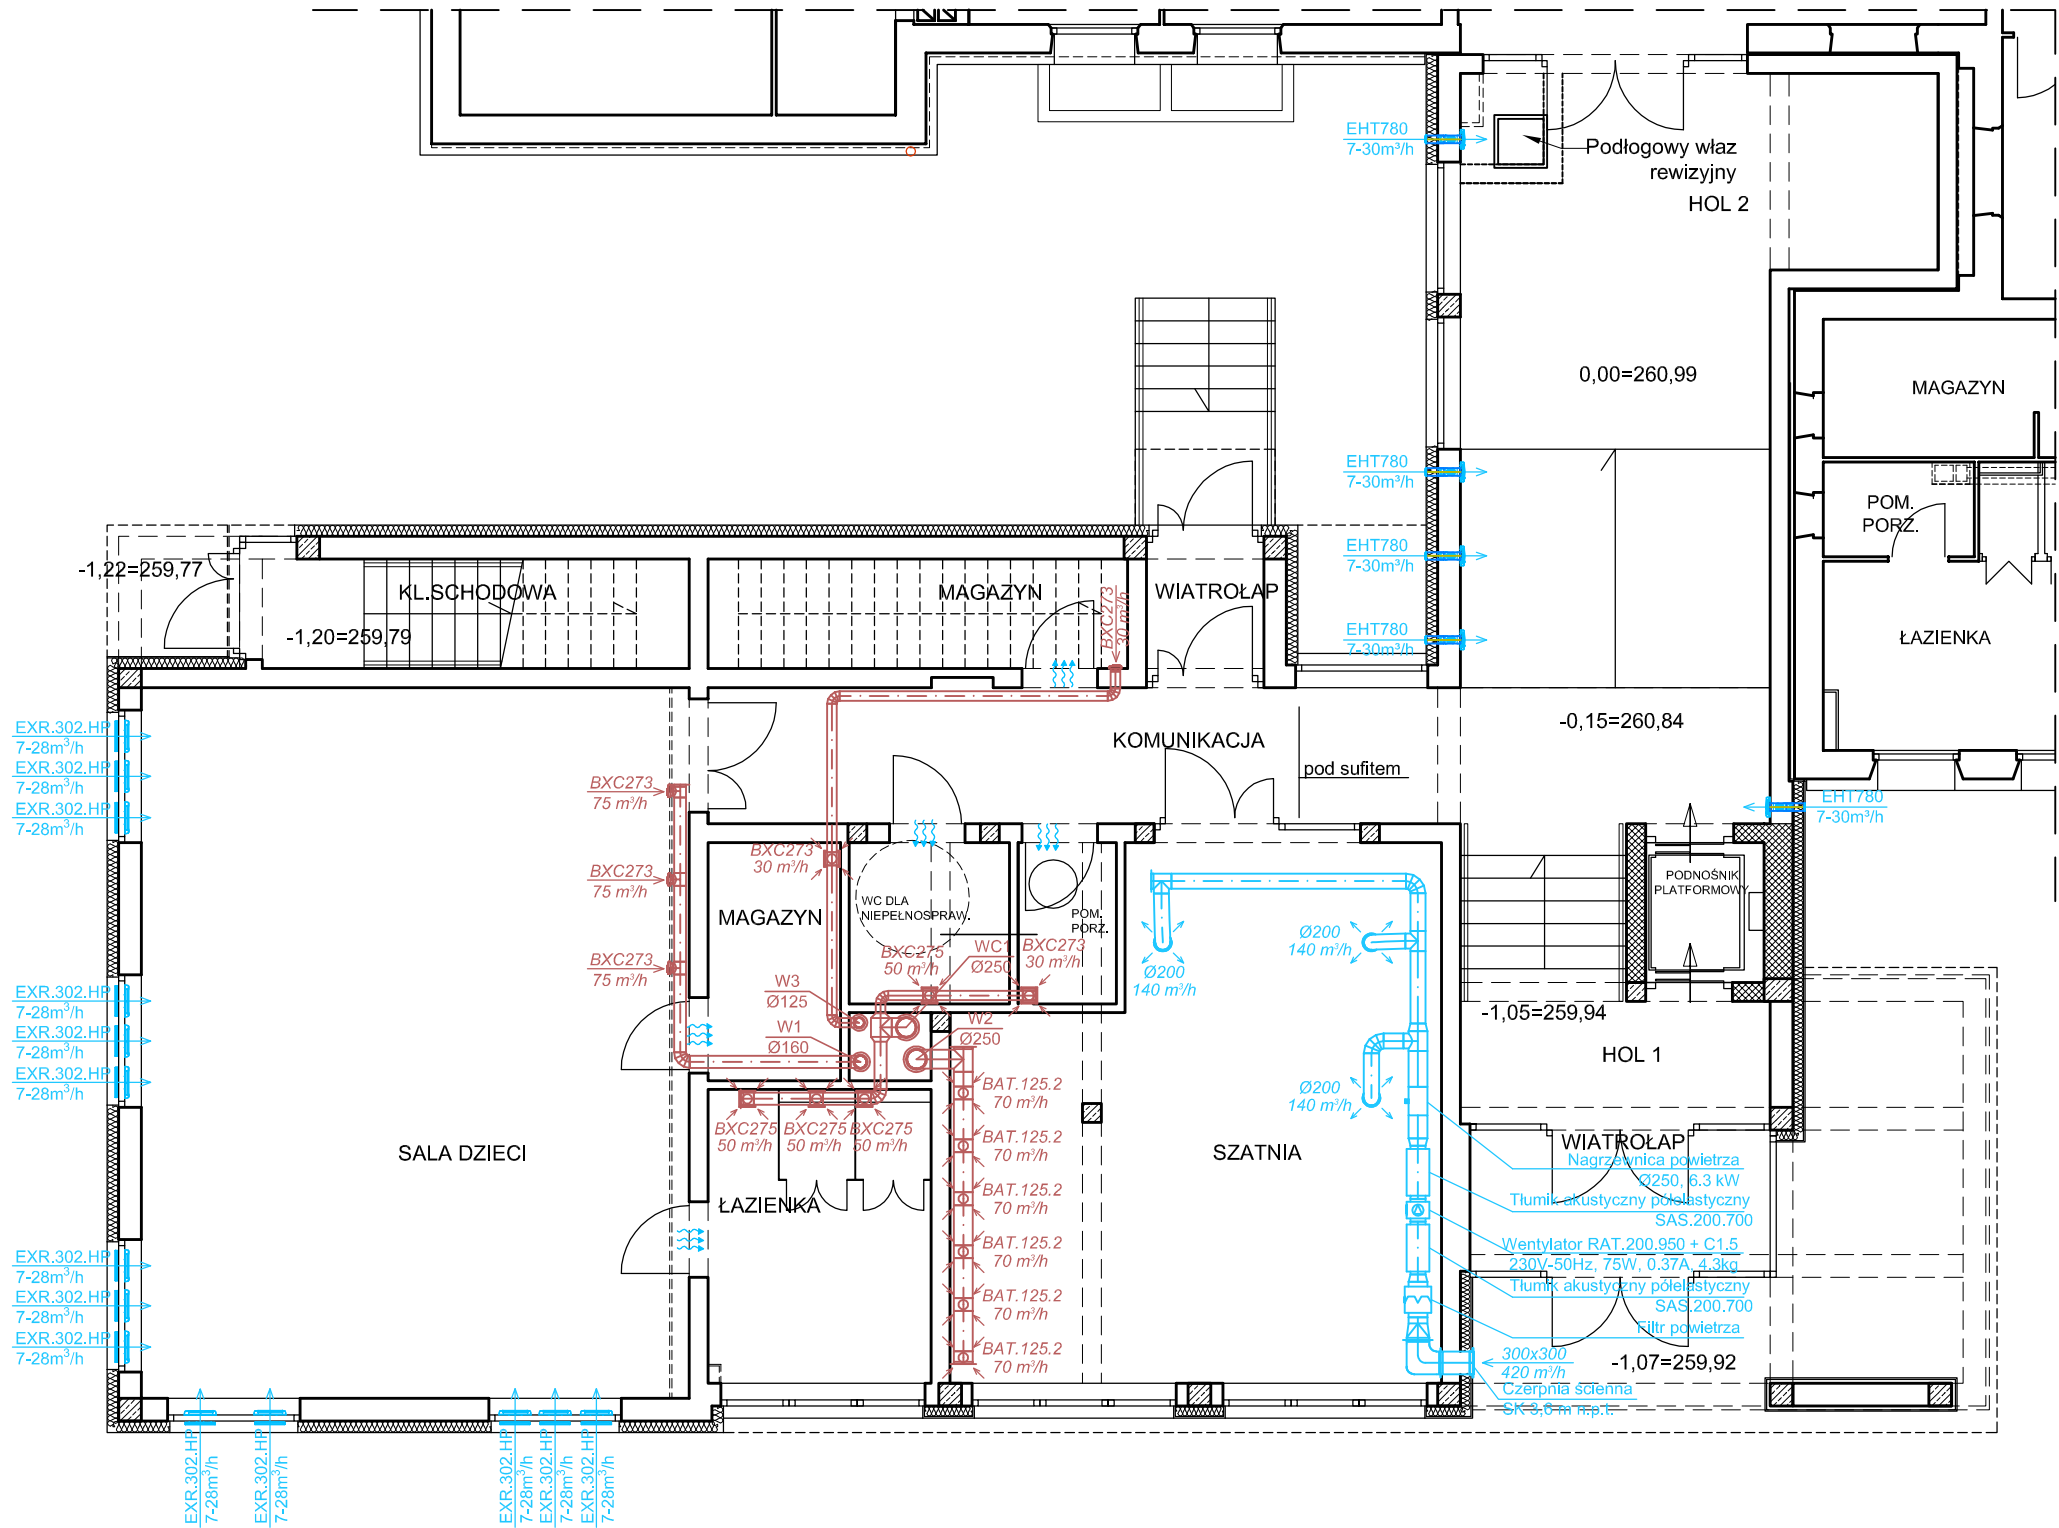 EHT780
7-30m³/h
Podłogowy właz
rewizyjny
HOL 2
0,00=260,99
MAGAZYN
EHT780
7-30m³/h
POM.
PORZ.
EHT780
7-30m³/h
-1,22=259,77
KL.SCHODOWA
MAGAZYN
WIATROŁAP
BXC273
30 m³/h
-1,20=259,79
EHT780
7-30m³/h
ŁAZIENKA
-0,15=260,84
EXR.302.HP
7-28m³/h
EXR.302.HP
7-28m³/h
EXR.302.HP
7-28m³/h
KOMUNIKACJA
pod sufitem
BXC273
75 m³/h
EHT780
7-30m³/h
BXC273
30 m³/h
BXC273
75 m³/h
PODNOŚNIK
PLATFORMOWY
MAGAZYN
WC DLA
NIEPEŁNOSPRAW.
POM.
PORZ.
BXC273
75 m³/h
BXC275
50 m³/h
WC1
Ø250
BXC273
30 m³/h
Ø200
140 m³/h
Ø200
140 m³/h
W3
Ø125
W1
Ø160
W2
Ø250
-1,05=259,94
HOL 1
EXR.302.HP
7-28m³/h
EXR.302.HP
7-28m³/h
EXR.302.HP
7-28m³/h
Ø200
140 m³/h
BAT.125.2
70 m³/h
BAT.125.2
70 m³/h
BAT.125.2
70 m³/h
BAT.125.2
70 m³/h
BAT.125.2
70 m³/h
BAT.125.2
70 m³/h
BXC275
50 m³/h
BXC275
50 m³/h
BXC275
50 m³/h
SALA DZIECI
ŁAZIENKA
SZATNIA
WIATROŁAP
Nagrzewnica powietrza
Ø250, 6.3 kW
Tłumik akustyczny półelastyczny
SAS.200.700
Wentylator RAT.200.950 + C1.5
230V-50Hz, 75W, 0.37A, 4.3kg
Tłumik akustyczny półelastyczny
SAS.200.700
Filtr powietrza
300x300
420 m³/h
-1,07=259,92
Czerpnia ścienna
SK 3,6 m n.p.t.
EXR.302.HP
7-28m³/h
EXR.302.HP
7-28m³/h
EXR.302.HP
7-28m³/h
EXR.302.HP
7-28m³/h
EXR.302.HP
7-28m³/h
EXR.302.HP
7-28m³/h
EXR.302.HP
7-28m³/h
EXR.302.HP
7-28m³/h